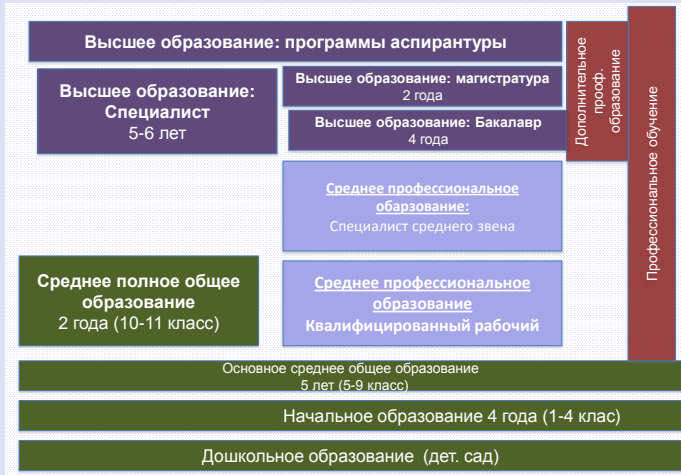 Высшее образование: программы аспирантуры
Высшее образование:
Специалист
5-6 лет
Высшее образование: магистратура
2 года
Высшее образование: Бакалавр
4 года
Дополнительное
прооф.
образование
Профессиональное обучение
Среднее профессиональное
обарзование:
Специалист среднего звена
Среднее полное общее
образование
2 года (10-11 класс)
Среднее профессиональное
образование
Квалифицированный рабочий
Основное среднее общее образование
5 лет (5-9 класс)
Начальное образование 4 года (1-4 клас)
Дошкольное образование (дет. сад)